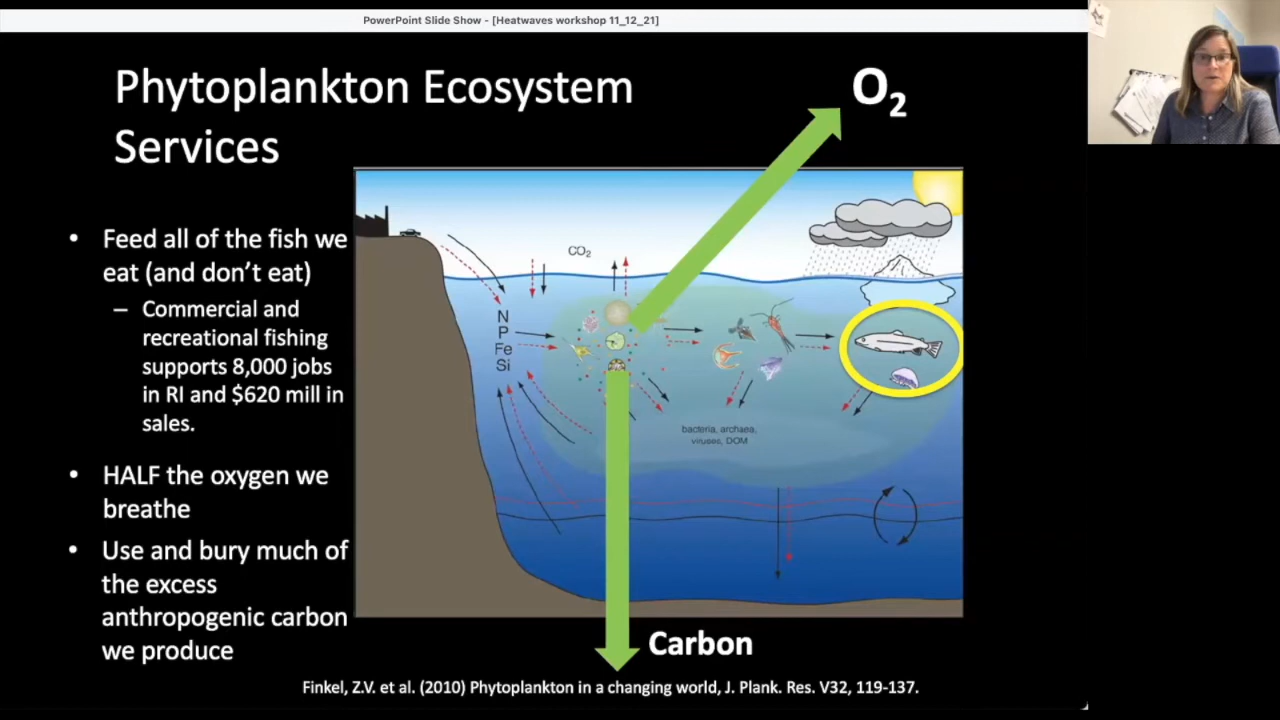 PowerPoint Slide Show - [Heatwaves workshop 11_12_21]
Phytoplankton Ecosystem
Services
O2
• Feed all of the fish we
eat (and don't eat)
– Commercial and
recreational fishing
supports 8,000 jobs
in RI and $620 mill in
sales.
• HALF the oxygen we
breathe
• Use and bury much of
the excess
anthropogenic carbon
we produce
CO2
N
P
Fe
Si
bacteria, archaea,
viruses, DOM
Carbon
Finkel, Z.V. et al. (2010) Phytoplankton in a changing world, J. Plank. Res. V32, 119-137.